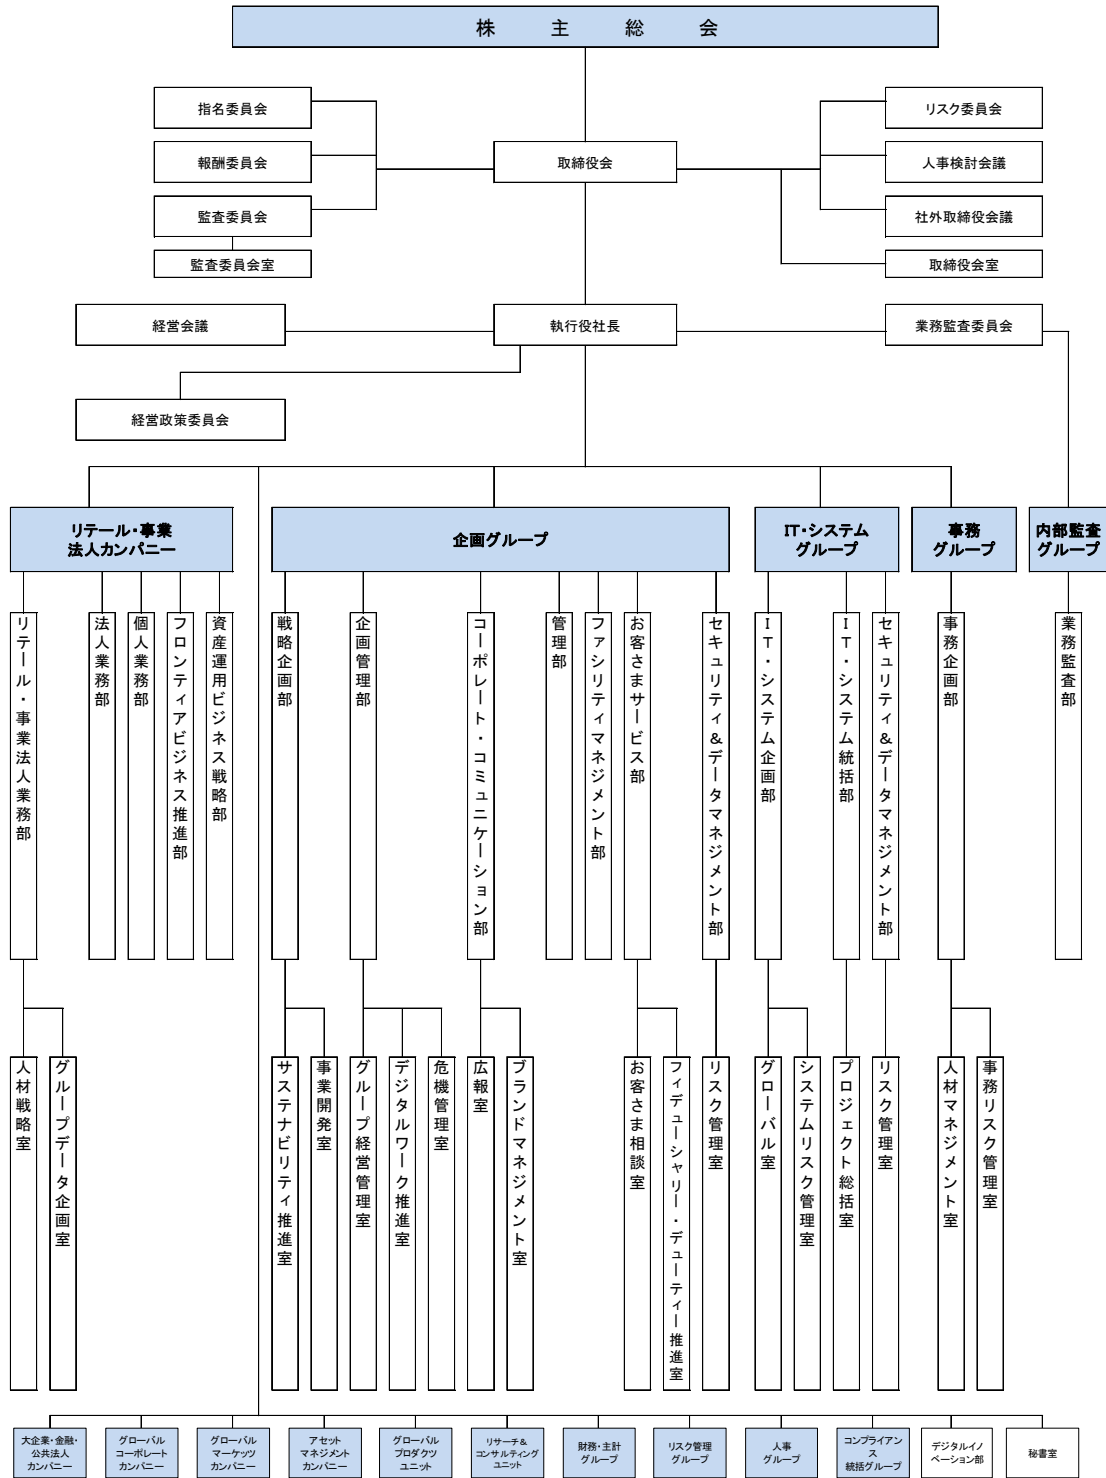 株 主 総 会
指名委員会
報酬委員会
監査委員会
監査委員会室
取締役会
リスク委員会
人事検討会議
社外取締役会議
取締役会室
経営会議
執行役社長
業務監査委員会
経営政策委員会
リテール・事業
法人カンパニー
企画グループ
IT・システム
グループ
事務
グループ
内部監査
グループ
リテール・事業法人業務部
法人業務部
個人業務部
フロンティアビジネス推進部
資産運用ビジネス戦略部
戦略企画部
企画管理部
コーポレート・コミュニケーション部
管理部
ファシリティマネジメント部
お客さまサービス部
セキュリティ&データマネジメント部
IT・システム企画部
IT・システム統括部
セキュリティ&データマネジメント部
事務企画部
業務監査部
人材戦略室
グループデータ企画室
サステナビリティ推進室
事業開発室
グループ経営管理室
デジタルワーク推進室
危機管理室
広報室
ブランドマネジメント室
お客さま相談室
フィデューシャリー・デューティー推進室
リスク管理室
グローバル室
システムリスク管理室
プロジェクト総括室
リスク管理室
人材マネジメント室
事務リスク管理室
大企業・金融・
公共法人
カンパニー
グローバル
コーポレート
カンパニー
グローバル
マーケッツ
カンパニー
アセット
マネジメント
カンパニー
グローバル
プロダクツ
ユニット
リサーチ&
コンサルティング
ユニット
財務・主計
グループ
リスク管理
グループ
人事
グループ
コンプライアン
ス
統括グループ
デジタルイノ
ベーション部
秘書室